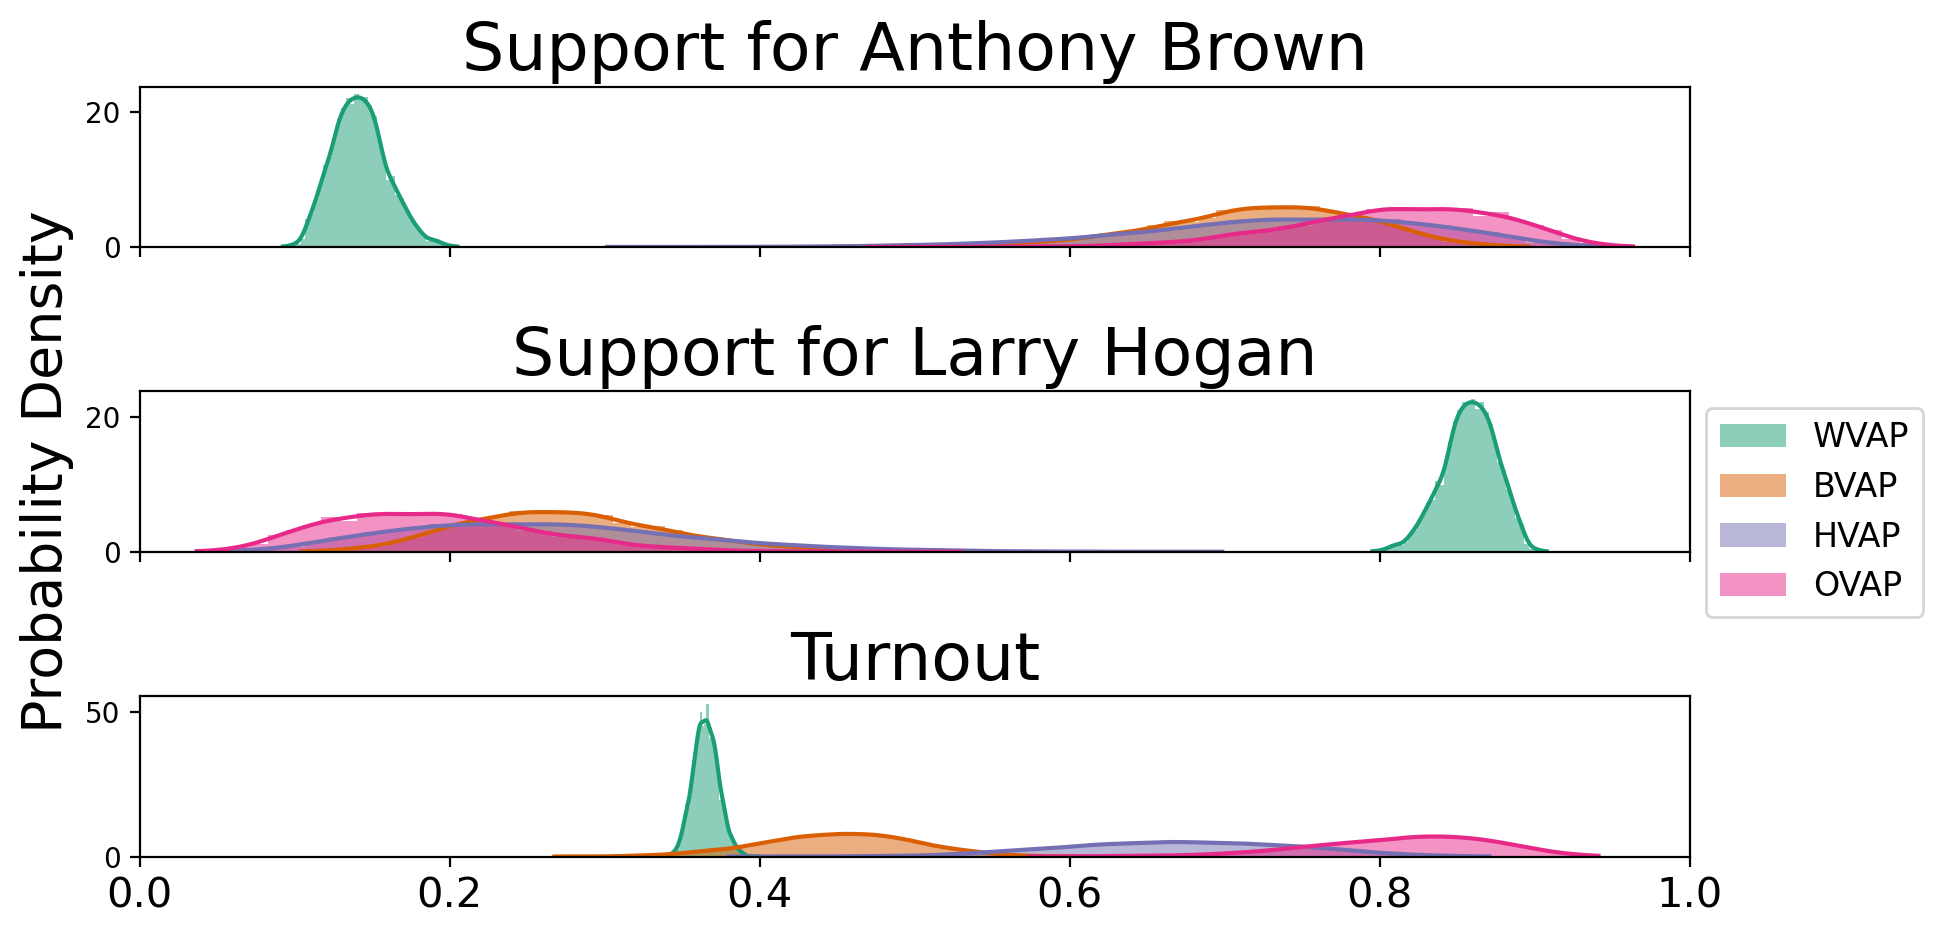 Support for Anthony Brown
20
0
Probability Density
Support for Larry Hogan
20
0
WVAP
BVAP
HVAP
OVAP
Turnout
50
0
0.0 0.2 0.4 0.6 0.8 1.0